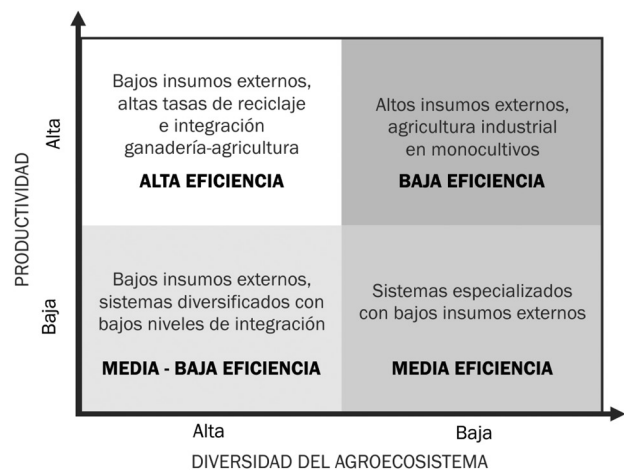 PRODUCTIVIDAD
Alta
Bajos insumos externos,
altas tasas de reciclaje
e integración
ganadería-agricultura
ALTA EFICIENCIA
Altos insumos externos,
agricultura industrial
en monocultivos
BAJA EFICIENCIA
Baja
Bajos insumos externos,
sistemas diversificados con
bajos niveles de integración
MEDIA - BAJA EFICIENCIA
Sistemas especializados
con bajos insumos externos
MEDIA EFICIENCIA
Alta
Baja
DIVERSIDAD DEL AGROECOSISTEMA